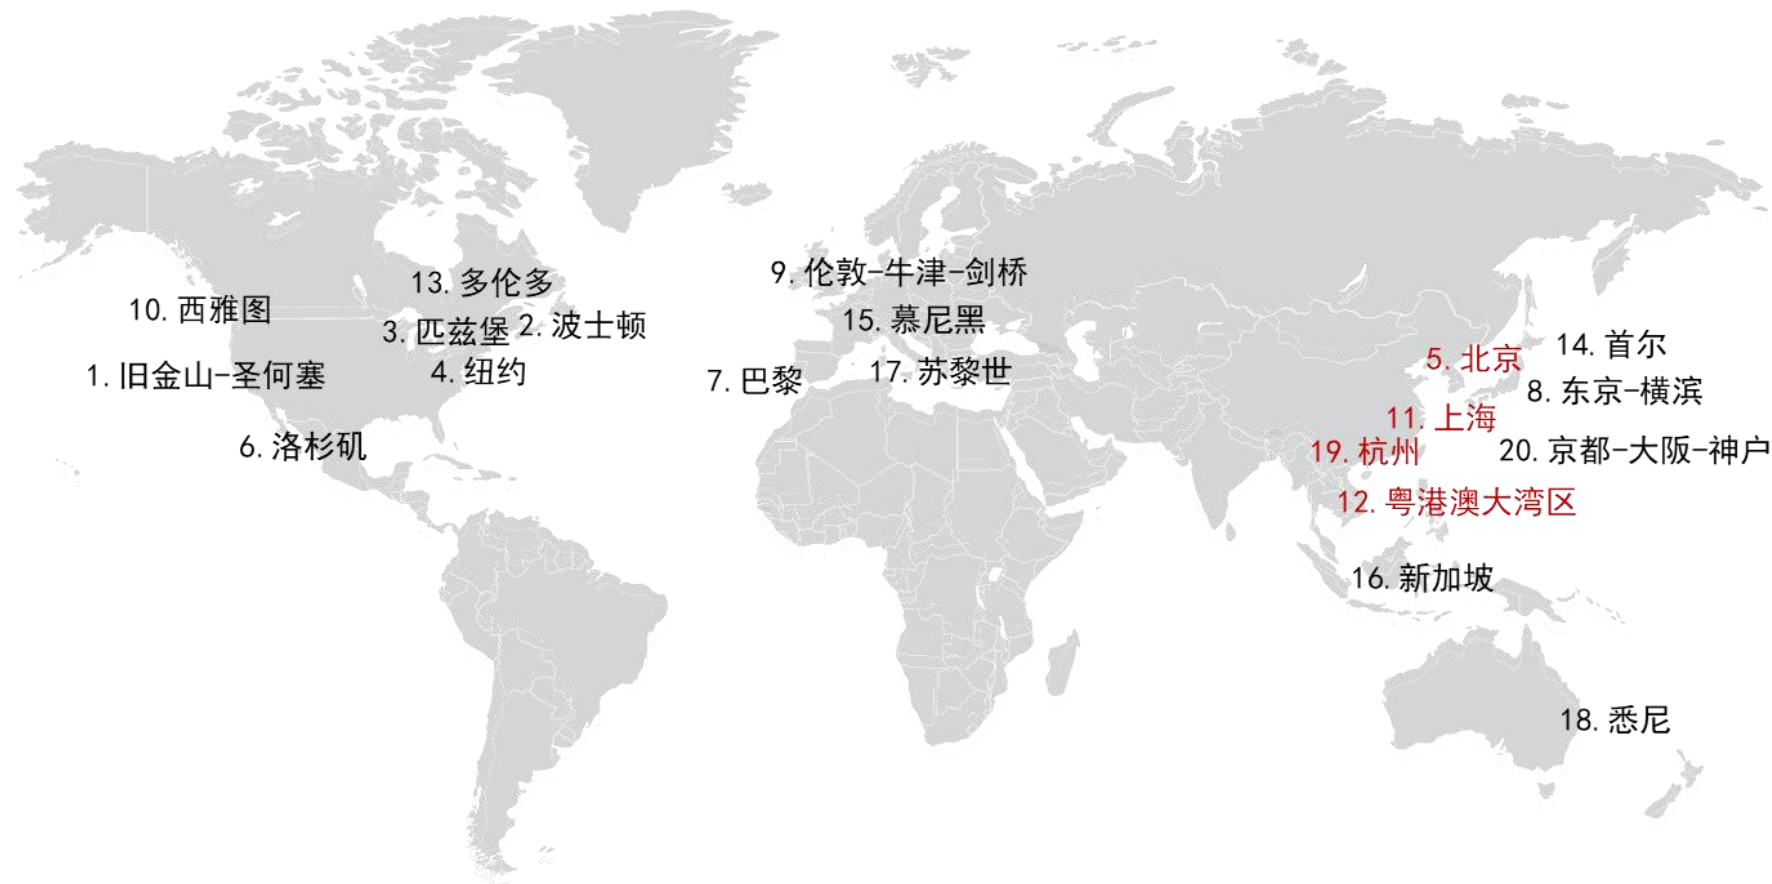 9. 伦敦-牛津-剑桥
13. 多伦多
10. 西雅图
15. 慕尼黑
2. 波士顿
3. 匹兹堡
14. 首尔
5. 北京
4. 纽约
17. 苏黎世
1. 旧金山-圣何塞
7. 巴黎
8. 东京-横滨
11. 上海
6. 洛杉矶
19. 杭州
20. 京都-大阪-神户
12. 粤港澳大湾区
16. 新加坡
18. 悉尼